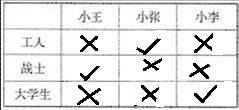 小王 小张 小李
工人 × ✓ ×
战士 ✓ × ×
大学生 × × ✓